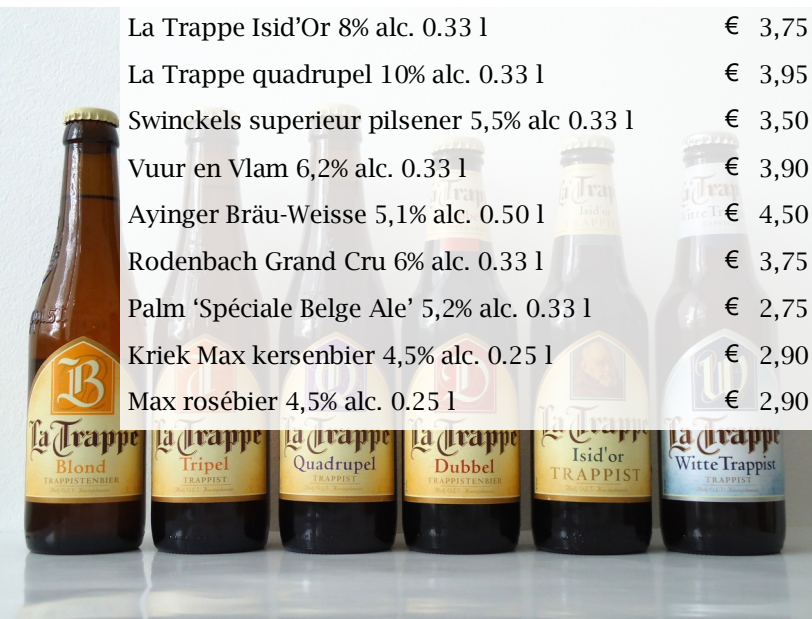 La Trappe Isid’Or 8% alc. 0.33 l € 3,75
La Trappe quadrupel 10% alc. 0.33 l € 3,95
Swinckels superieur pilsener 5,5% alc 0.33 l € 3,50
Vuur en Vlam 6,2% alc. 0.33 l € 3,90
Ayinger Bräu-Weisse 5,1% alc. 0.50 l € 4,50
Rodenbach Grand Cru 6% alc. 0.33 l € 3,75
Palm ‘Spéciale Belge Ale’ 5,2% alc. 0.33 l € 2,75
Kriek Max kersenbier 4,5% alc. 0.25 l € 2,90
Max rosébier 4,5% alc. 0.25 l € 2,90
B
La Trappe
Blond
TRAPPISTENBIER
La Trappe
Tripel
TRAPPIST
La Trappe
Quadrupel
TRAPPIST
La Trappe
Dubbel
TRAPPISTENBIER
La Trappe
Isid'or
TRAPPIST
La Trappe
Witte Trappist
TRAPPIST